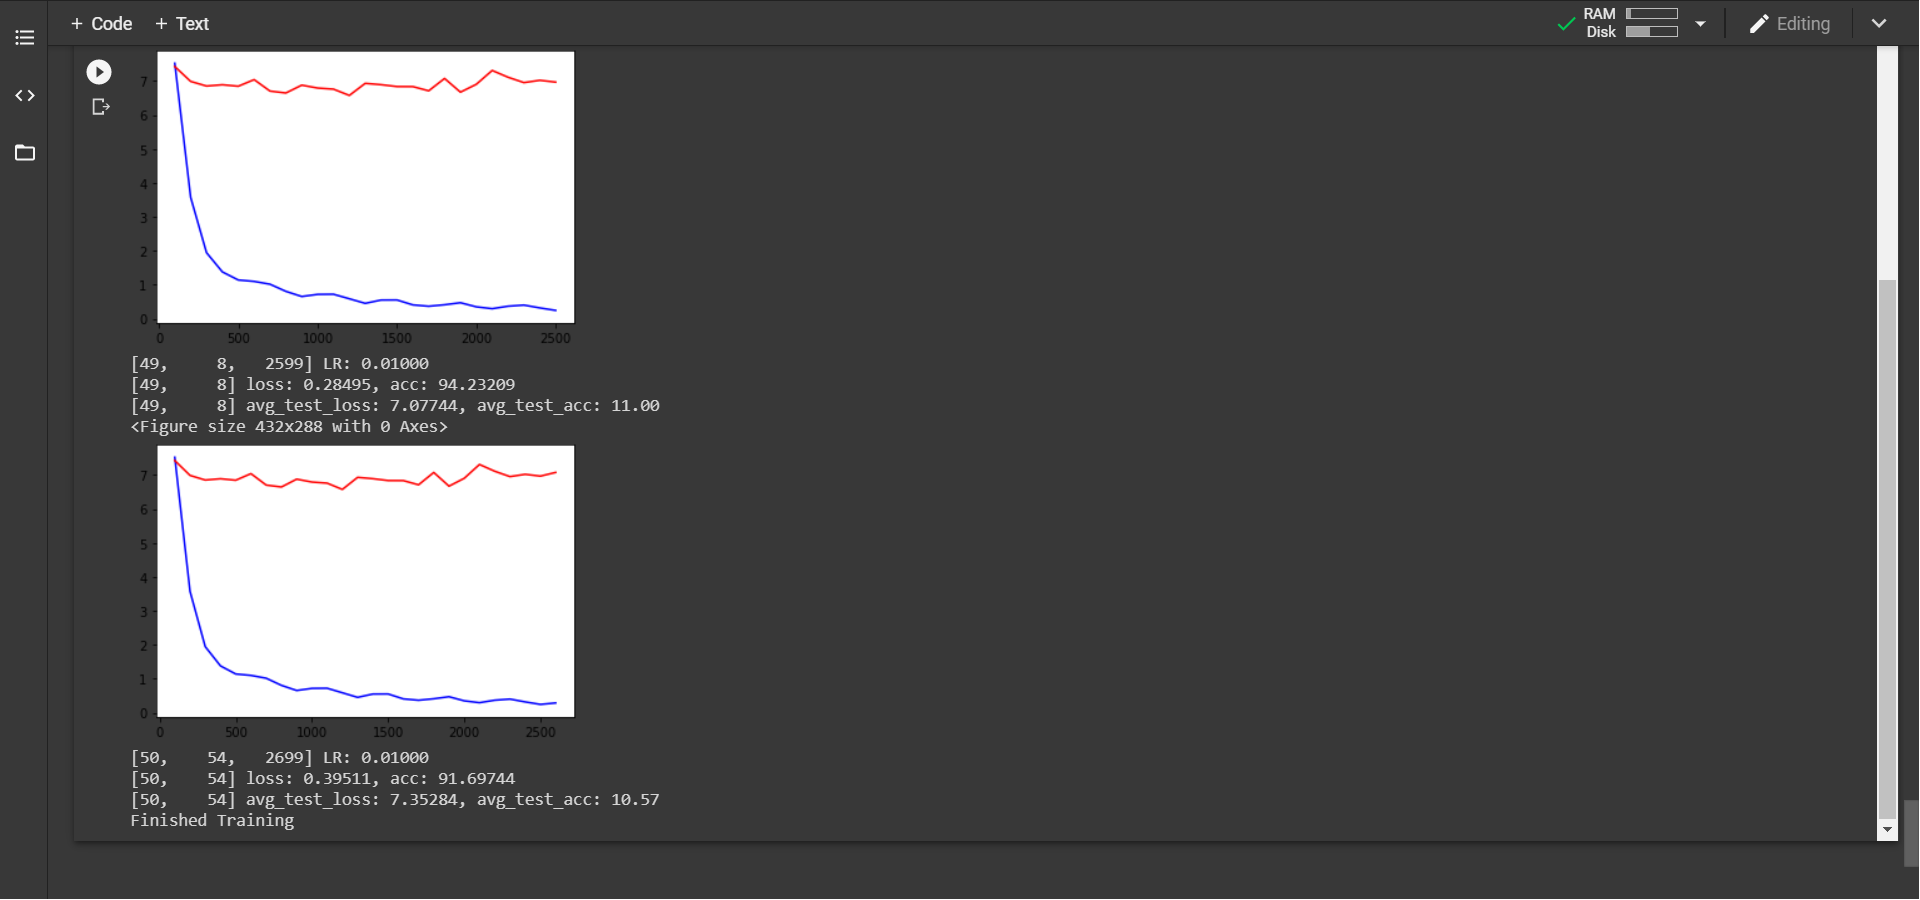 + Code + Text
RAM
Disk
Editing
7
6
5
4
3
2
1
0
0 500 1000 1500 2000 2500
[49, 8, 2599] LR: 0.01000
[49, 8] loss: 0.28495, acc: 94.23209
[49, 8] avg_test_loss: 7.07744, avg_test_acc: 11.00
<Figure size 432x288 with 0 Axes>
7
6
5
4
3
2
1
0
0 500 1000 1500 2000 2500
[50, 54, 2699] LR: 0.01000
[50, 54] loss: 0.39511, acc: 91.69744
[50, 54] avg_test_loss: 7.35284, avg_test_acc: 10.57
Finished Training